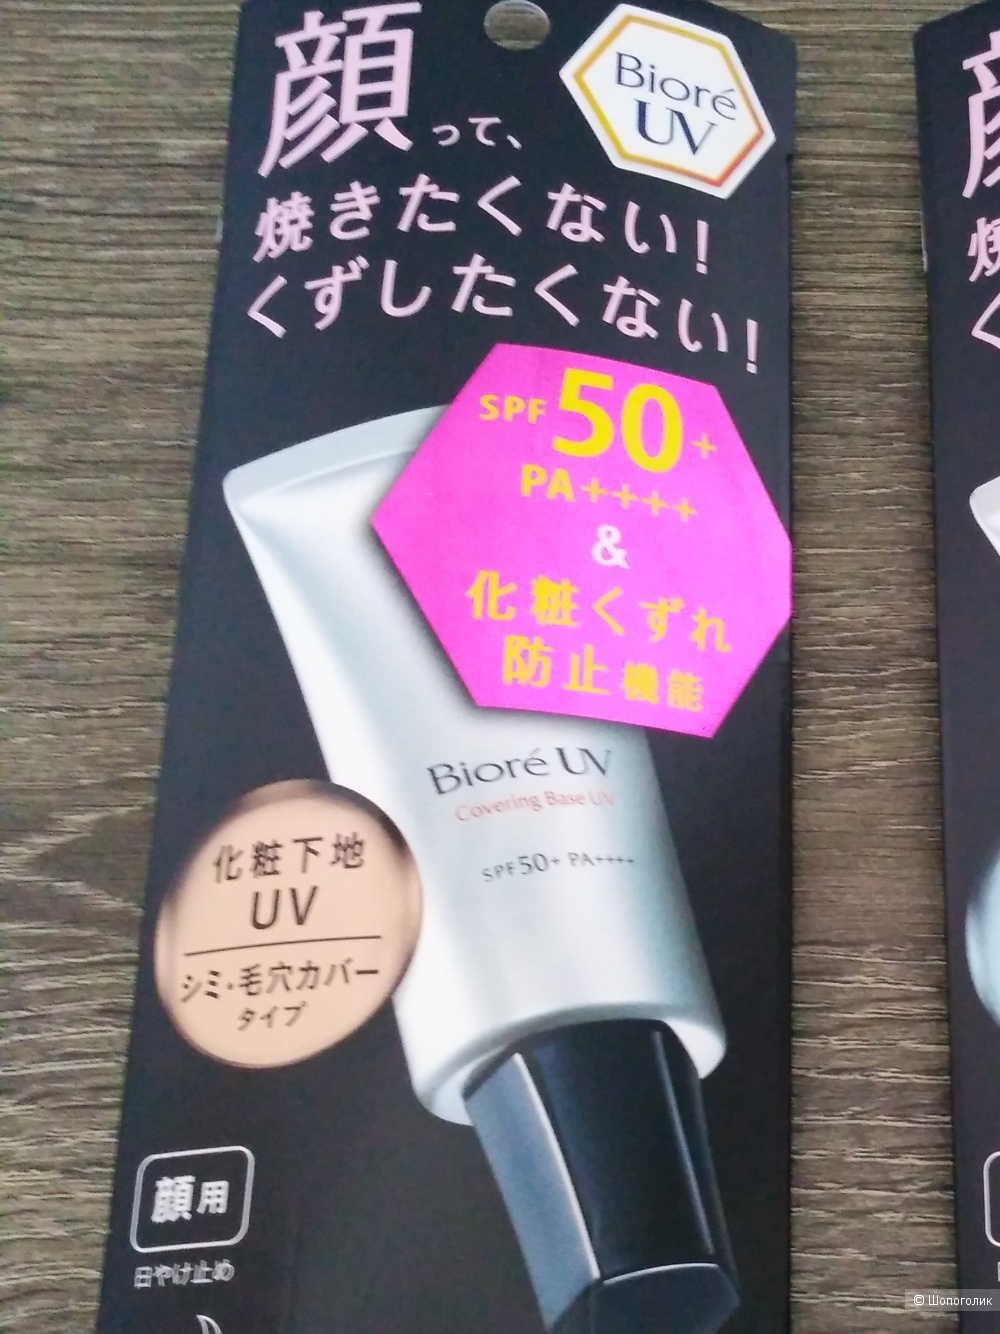 顔って、
焼きたくない!
くずしたくない!
Bioré
UV
SPF50+
PA++++
&
化粧くずれ
防止機能
Bioré UV
Covering Base UV
SPF50+ PA++++
化粧下地
UV
シミ・毛穴カバー
タイプ
顔用
日やけ止め
© Шопоголик